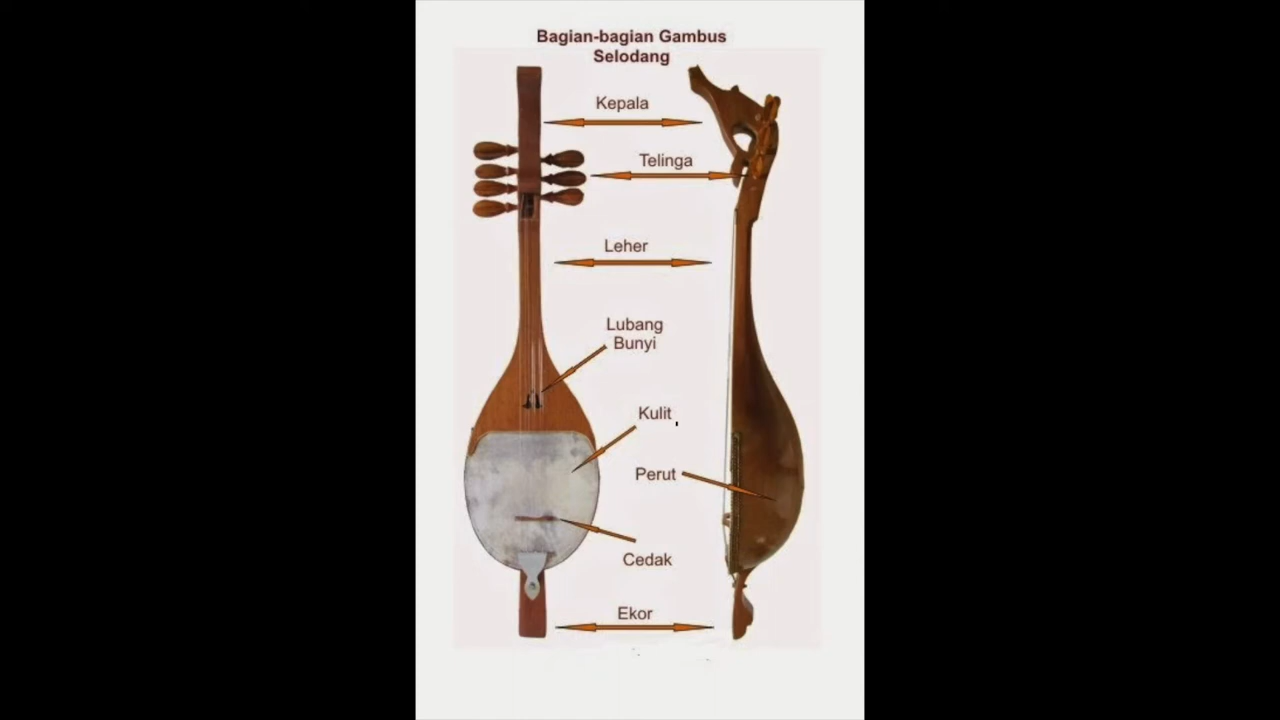 Bagian-bagian Gambus
Selodang
Kepala
Telinga
Leher
Lubang
Bunyi
Kulit
Perut
Cedak
Ekor